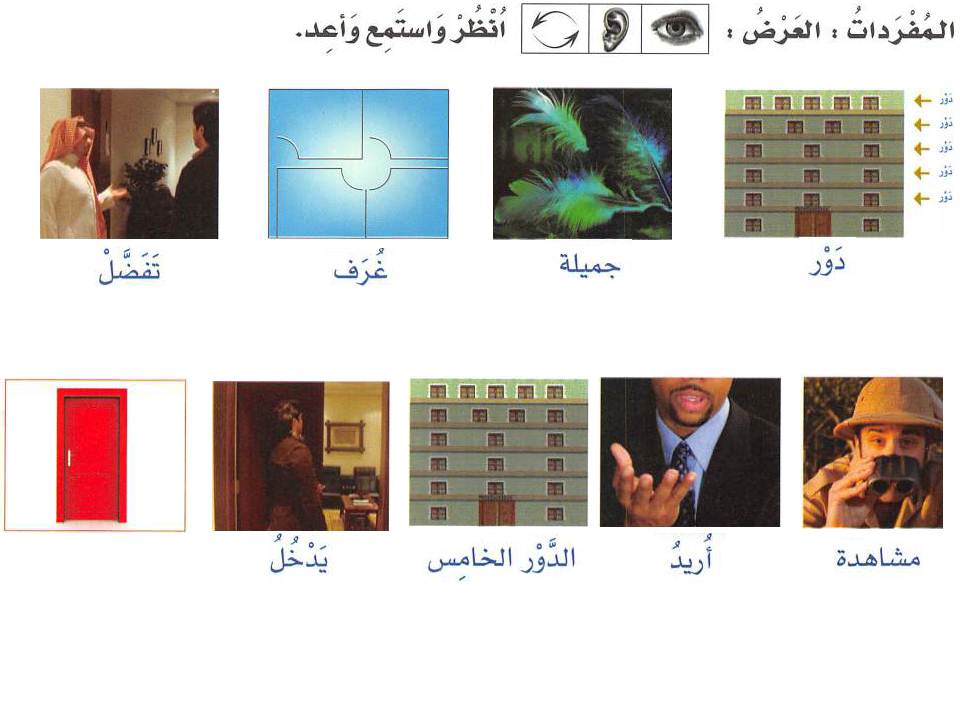 المُفْرَداتُ : العَرْضُ : اُنْظُرْ وَاستَمِع وَأعِد.
دَوْر
دَوْر
دَوْر
دَوْر
دَوْر
دَوْر جميلة غُرَف تَفَضَّلْ
مشاهدة أُريدُ الدَّوْر الخامِس يَدْخُلُ